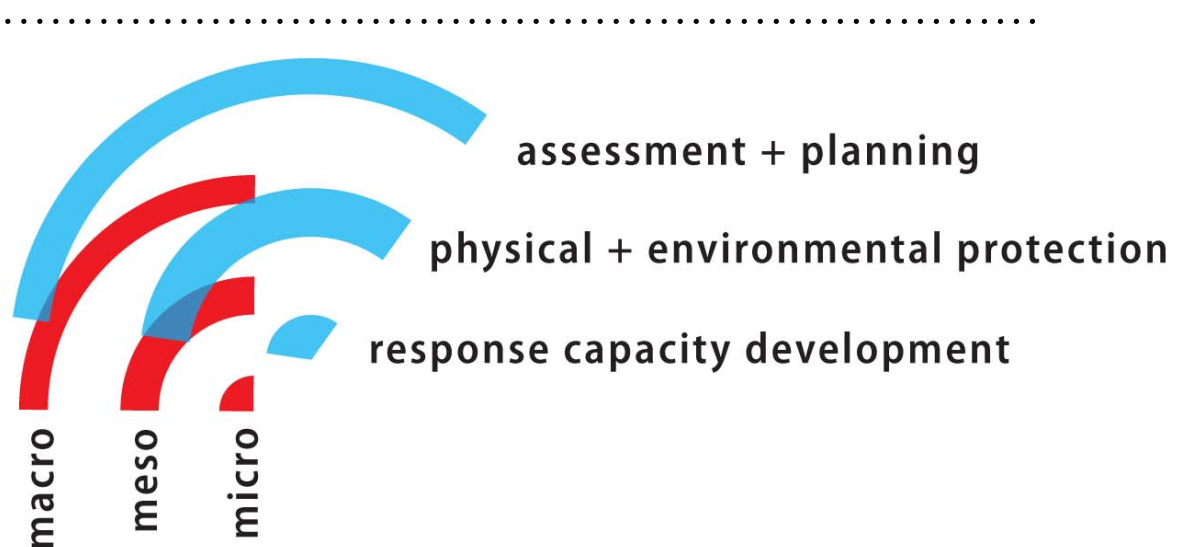 assessment + planning
physical + environmental protection
response capacity development
macro
meso
micro